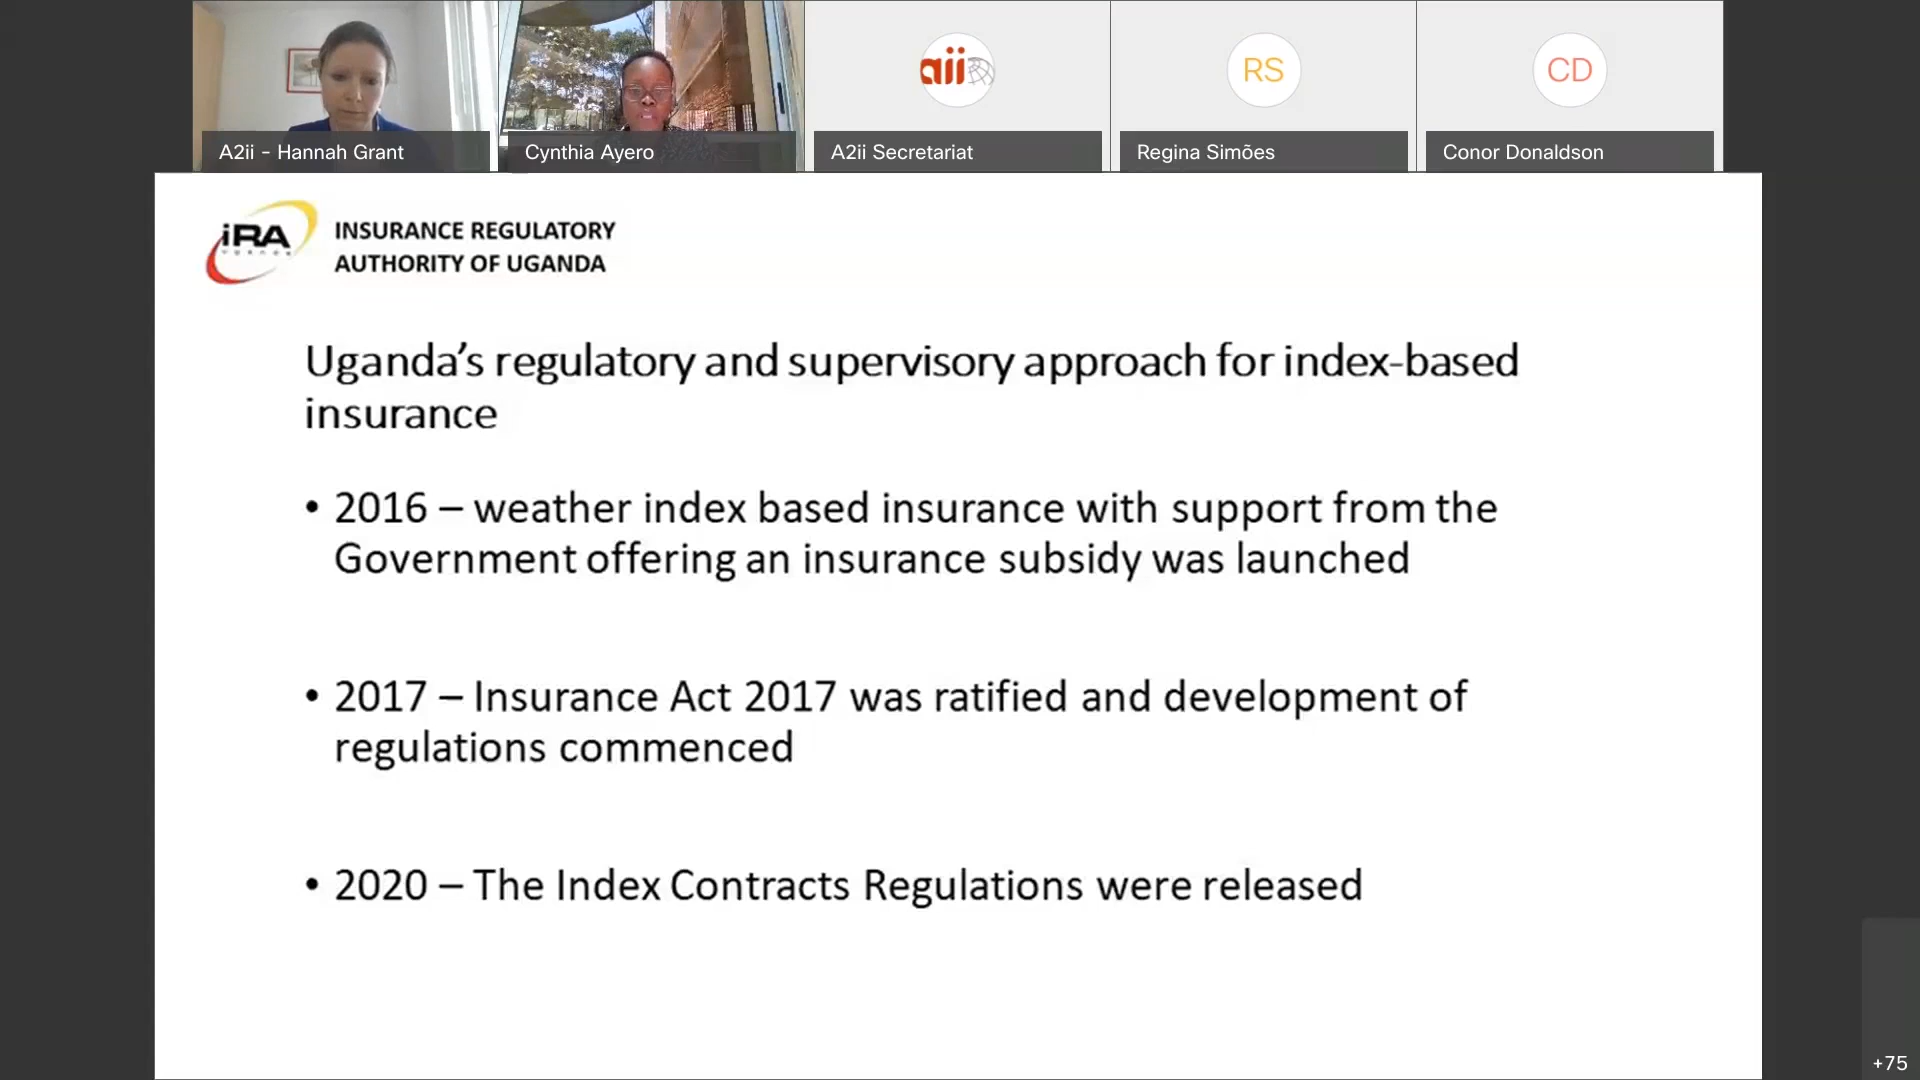 A2ii - Hannah Grant
Cynthia Ayero
aii
A2ii Secretariat
RS
Regina Simões
CD
Conor Donaldson
iRA
INSURANCE REGULATORY
AUTHORITY OF UGANDA
Uganda’s regulatory and supervisory approach for index-based
insurance
• 2016 – weather index based insurance with support from the
Government offering an insurance subsidy was launched
• 2017 – Insurance Act 2017 was ratified and development of
regulations commenced
• 2020 – The Index Contracts Regulations were released
+75